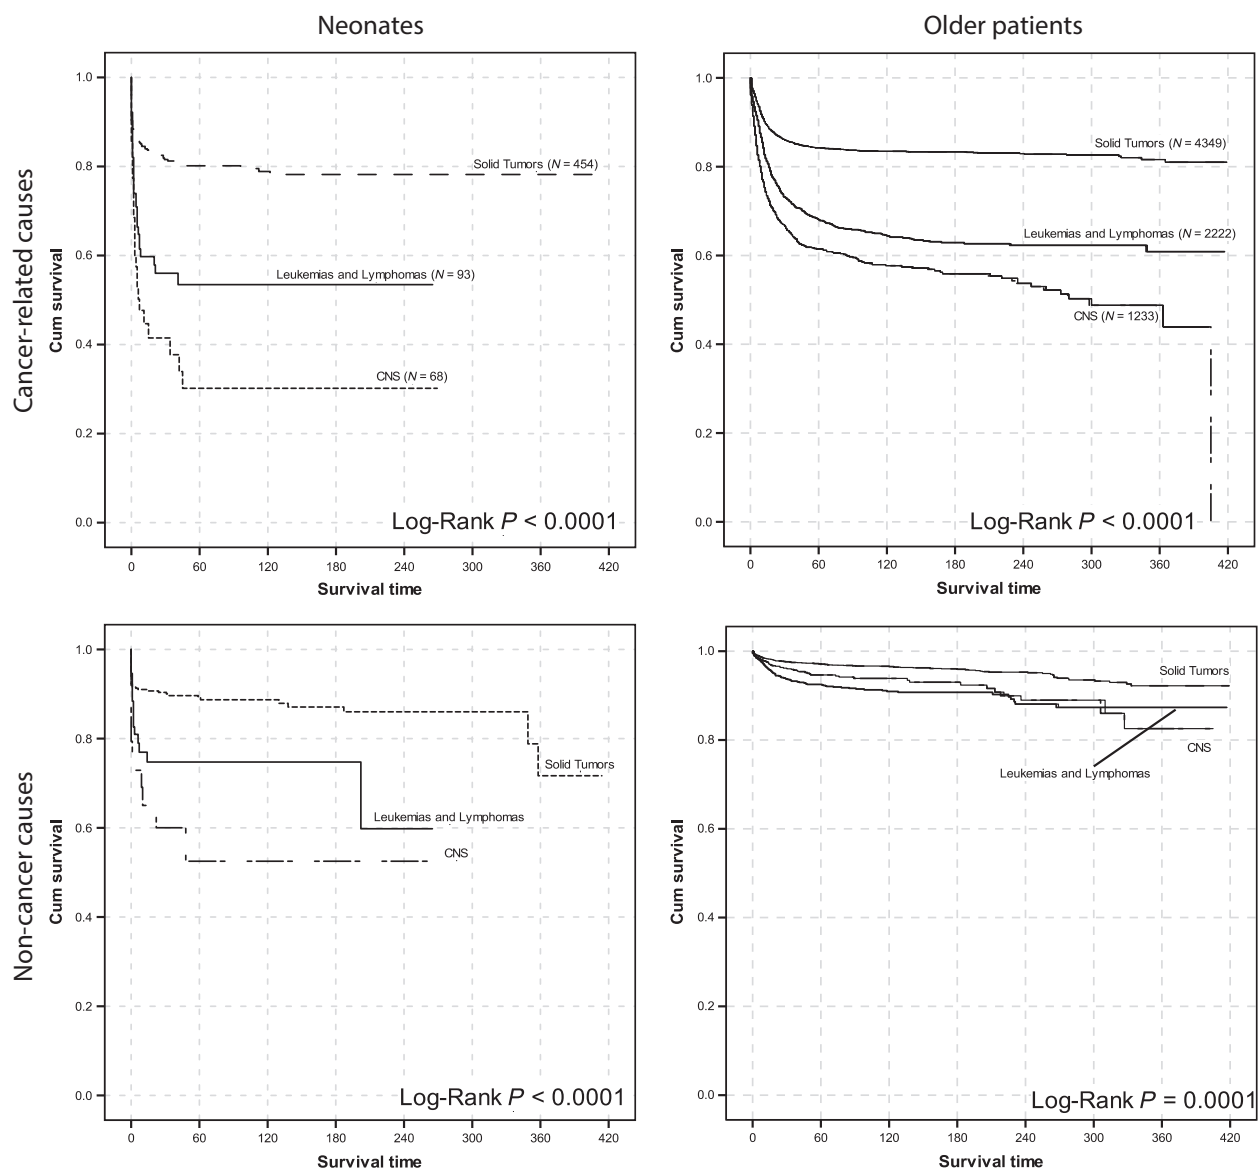 Neonates
Older patients
Cancer-related causes
Cum survival
1.0
0.8
0.6
0.4
0.2
0.0
Solid Tumors (N = 454)
Leukemias and Lymphomas (N = 93)
CNS (N = 68)
Log-Rank P < 0.0001
0 60 120 180 240 300 360 420
Survival time
Cum survival
1.0
0.8
0.6
0.4
0.2
0.0
Solid Tumors (N = 4349)
Leukemias and Lymphomas (N = 2222)
CNS (N = 1233)
Log-Rank P < 0.0001
0 60 120 180 240 300 360 420
Survival time
Non-cancer causes
Cum survival
1.0
0.8
0.6
0.4
0.2
0.0
Solid Tumors
Leukemias and Lymphomas
CNS
Log-Rank P < 0.0001
0 60 120 180 240 300 360 420
Survival time
Cum survival
1.0
0.8
0.6
0.4
0.2
0.0
Solid Tumors
CNS
Leukemias and Lymphomas
Log-Rank P = 0.0001
0 60 120 180 240 300 360 420
Survival time